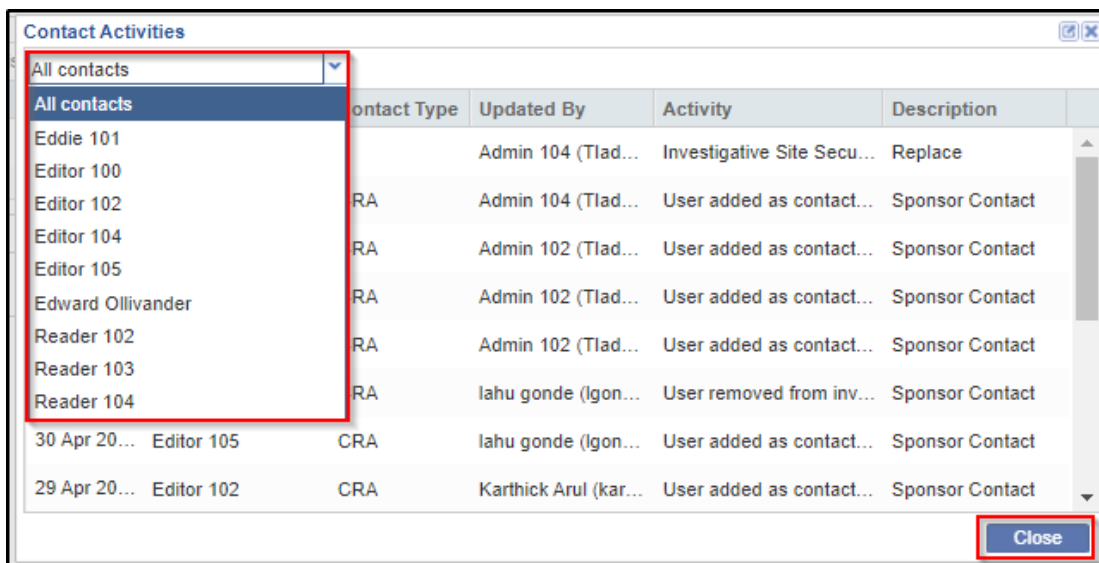 Contact Activities
All contacts
All contacts
ontact Type Updated By Activity Description
Eddie 101
Admin 104 (Tlad... Investigative Site Secu... Replace
Editor 100
Editor 102
RA Admin 104 (Tlad... User added as contact... Sponsor Contact
Editor 104
RA Admin 102 (Tlad... User added as contact... Sponsor Contact
Editor 105
Edward Ollivander
RA Admin 102 (Tlad... User added as contact... Sponsor Contact
Reader 102
RA Admin 102 (Tlad... User added as contact... Sponsor Contact
Reader 103
Reader 104
RA lahu gonde (lgon... User removed from inv... Sponsor Contact
30 Apr 20... Editor 105 CRA lahu gonde (lgon... User added as contact... Sponsor Contact
29 Apr 20... Editor 102 CRA Karthick Arul (kar... User added as contact... Sponsor Contact
Close